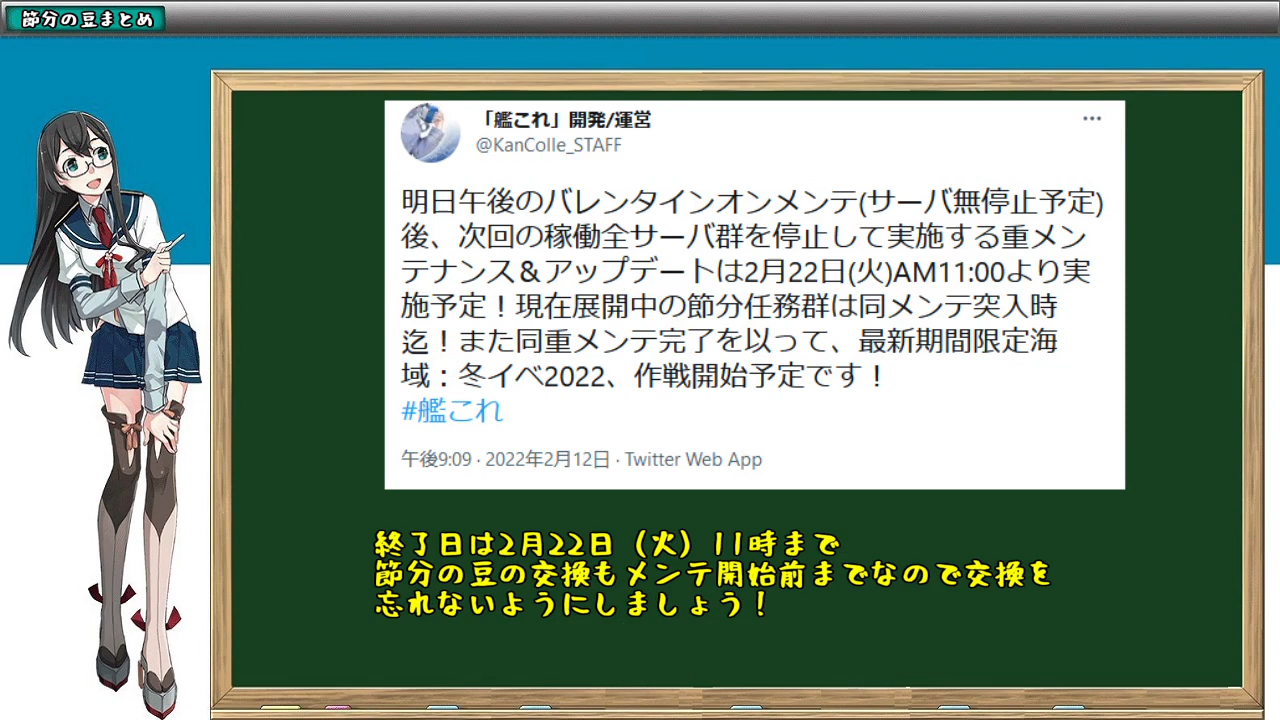 節分の豆まとめ
「艦これ」開発/運営
@KanColle_STAFF
明日午後のバレンタインオンメンテ(サーバ無停止予定)
後、次回の稼働全サーバ群を停止して実施する重メン
テナンス＆アップデートは2月22日(火)AM11:00より実
施予定！現在展開中の節分任務群は同メンテ突入時
迄！また同重メンテ完了を以って、最新期間限定海
域：冬イベ2022、作戦開始予定です！
#艦これ
午後9:09 · 2022年2月12日 · Twitter Web App
終了日は2月22日（火）11時まで
節分の豆の交換もメンテ開始前までなので交換を
忘れないようにしましょう！